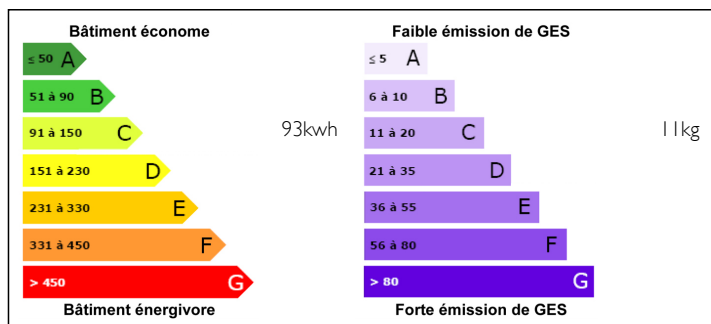 Bâtiment économe
≤ 50 A
51 à 90 B
91 à 150 C
93kwh
151 à 230 D
231 à 330 E
331 à 450 F
> 450 G
Bâtiment énergivore
Faible émission de GES
≤ 5 A
6 à 10 B
11 à 20 C
11kg
21 à 35 D
36 à 55 E
56 à 80 F
> 80 G
Forte émission de GES